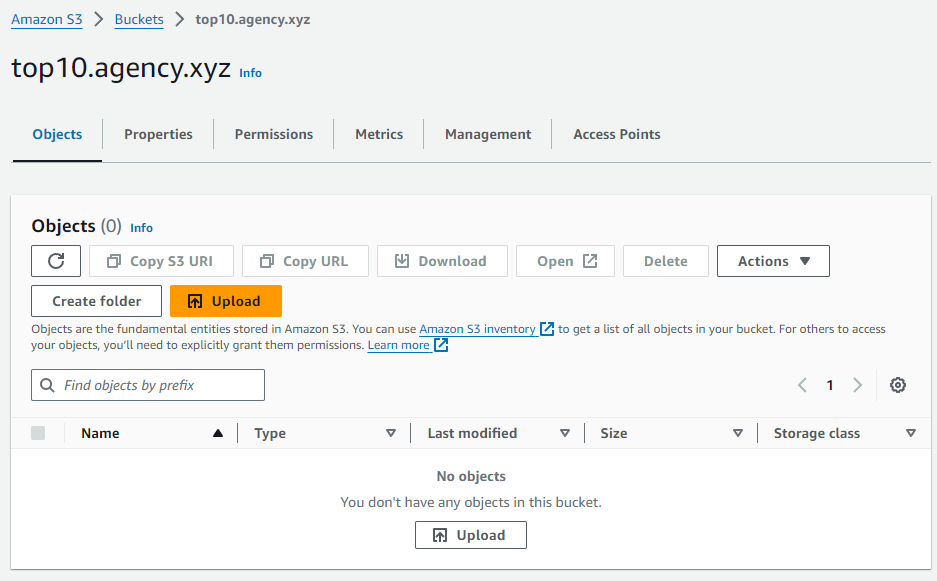 Amazon S3 > Buckets > top10.agency.xyz
top10.agency.xyz Info
Objects Properties Permissions Metrics Management Access Points
Objects (0) Info
Copy S3 URI Copy URL Download Open Delete Actions
Create folder Upload
Objects are the fundamental entities stored in Amazon S3. You can use Amazon S3 inventory to get a list of all objects in your bucket. For others to access
your objects, you'll need to explicitly grant them permissions. Learn more
Find objects by prefix 1
Name Type Last modified Size Storage class
No objects
You don't have any objects in this bucket.
Upload